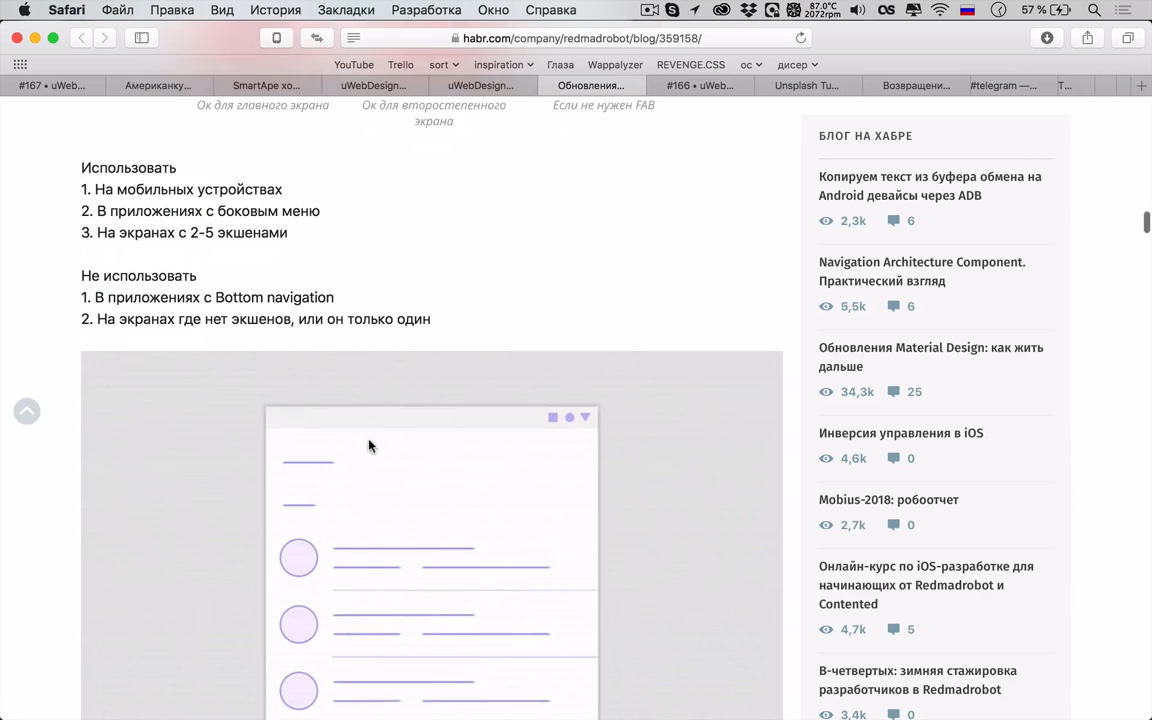 Safari Файл Правка Вид История Закладки Разработка Окно Справка 87.0°C 2072rpm OS 57 %
habr.com/company/redmadrobot/blog/359158/
YouTube Trello sort inspiration Глаза Wappalyzer REVENGE.CSS ос дисер
#167 • uWeb... Американку... SmartApe хо... uWebDesign... uWebDesign... Обновления... #166 • uWeb... Unsplash Tu... Возвращени... #telegram —... T...
Ок для главного экрана Ок для второстепенного Если не нужен FAB
экрана
Использовать
1. На мобильных устройствах
2. В приложениях с боковым меню
3. На экранах с 2-5 экшенами
Не использовать
1. В приложениях с Bottom navigation
2. На экранах где нет экшенов, или он только один
БЛОГ НА ХАБРЕ
Копируем текст из буфера обмена на
Android девайсы через ADB
2,3k 6
Navigation Architecture Component.
Практический взгляд
5,5k 6
Обновления Material Design: как жить
дальше
34,3k 25
Инверсия управления в iOS
4,6k 0
Mobius-2018: робоотчет
2,7k 0
Онлайн-курс по iOS-разработке для
начинающих от Redmadrobot и
Contented
4,7k 5
В-четвертых: зимняя стажировка
разработчиков в Redmadrobot
3,4k 0